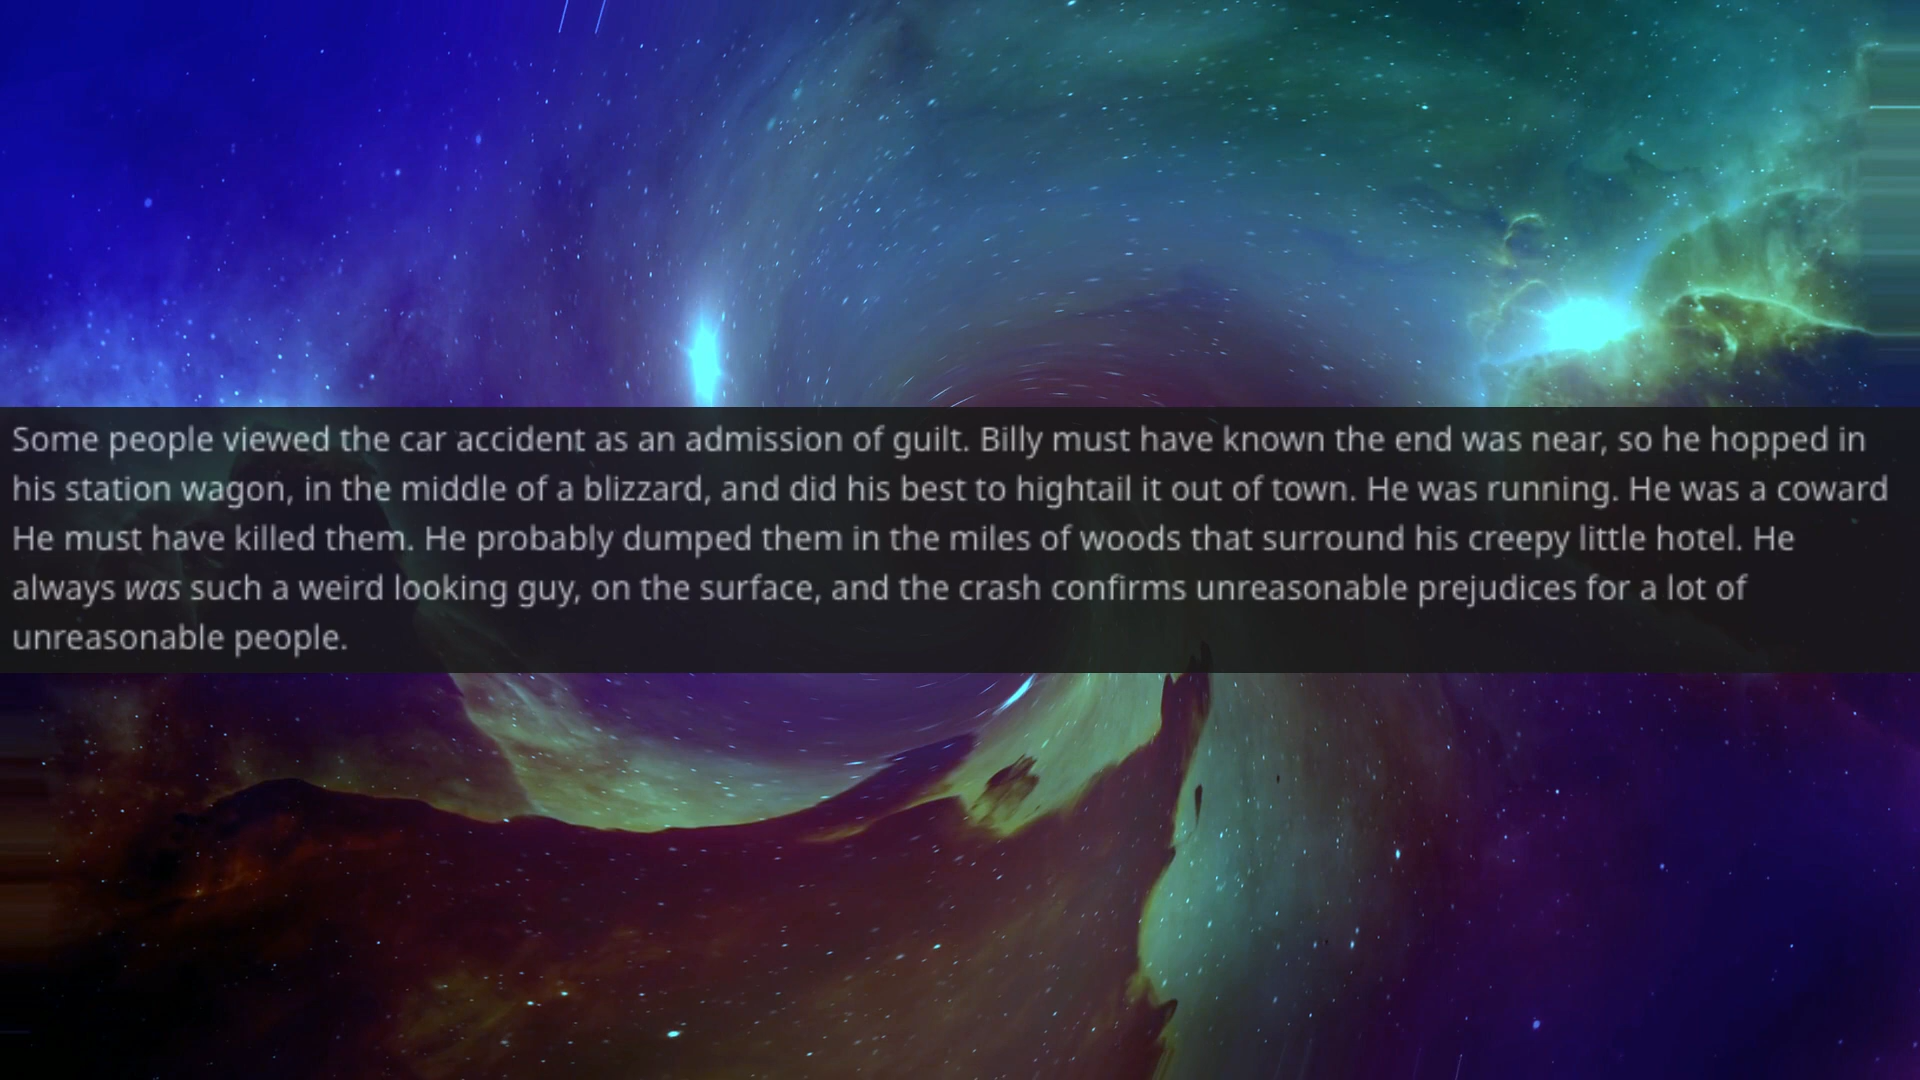 Some people viewed the car accident as an admission of guilt. Billy must have known the end was near, so he hopped in
his station wagon, in the middle of a blizzard, and did his best to hightail it out of town. He was running. He was a coward
He must have killed them. He probably dumped them in the miles of woods that surround his creepy little hotel. He
always was such a weird looking guy, on the surface, and the crash confirms unreasonable prejudices for a lot of
unreasonable people.